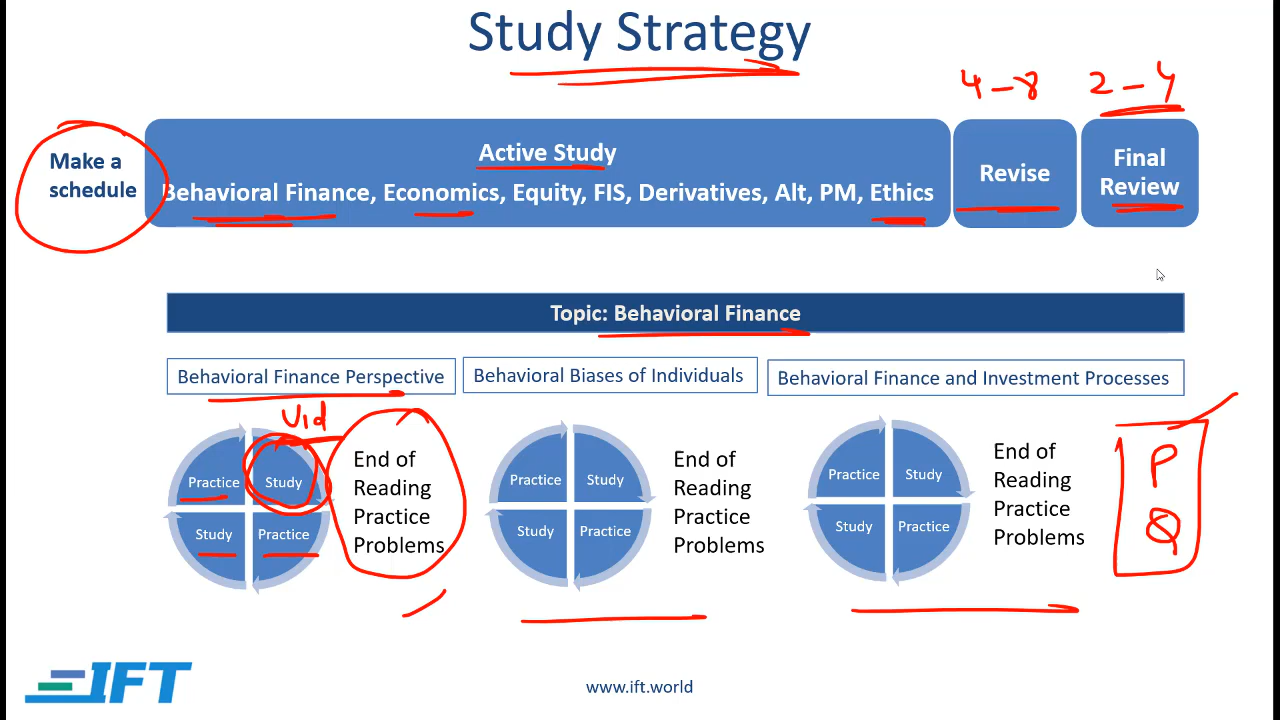 Study Strategy
4 – 8
2 – 4
Make a
schedule
Active Study
Behavioral Finance, Economics, Equity, FIS, Derivatives, Alt, PM, Ethics
Revise
Final
Review
Topic: Behavioral Finance
Behavioral Finance Perspective
Behavioral Biases of Individuals
Behavioral Finance and Investment Processes
Vid
Practice
Study
Study
Practice
End of
Reading
Practice
Problems
Practice
Study
Study
Practice
End of
Reading
Practice
Problems
Practice
Study
Study
Practice
End of
Reading
Practice
Problems
P
Q
IFT
www.ift.world